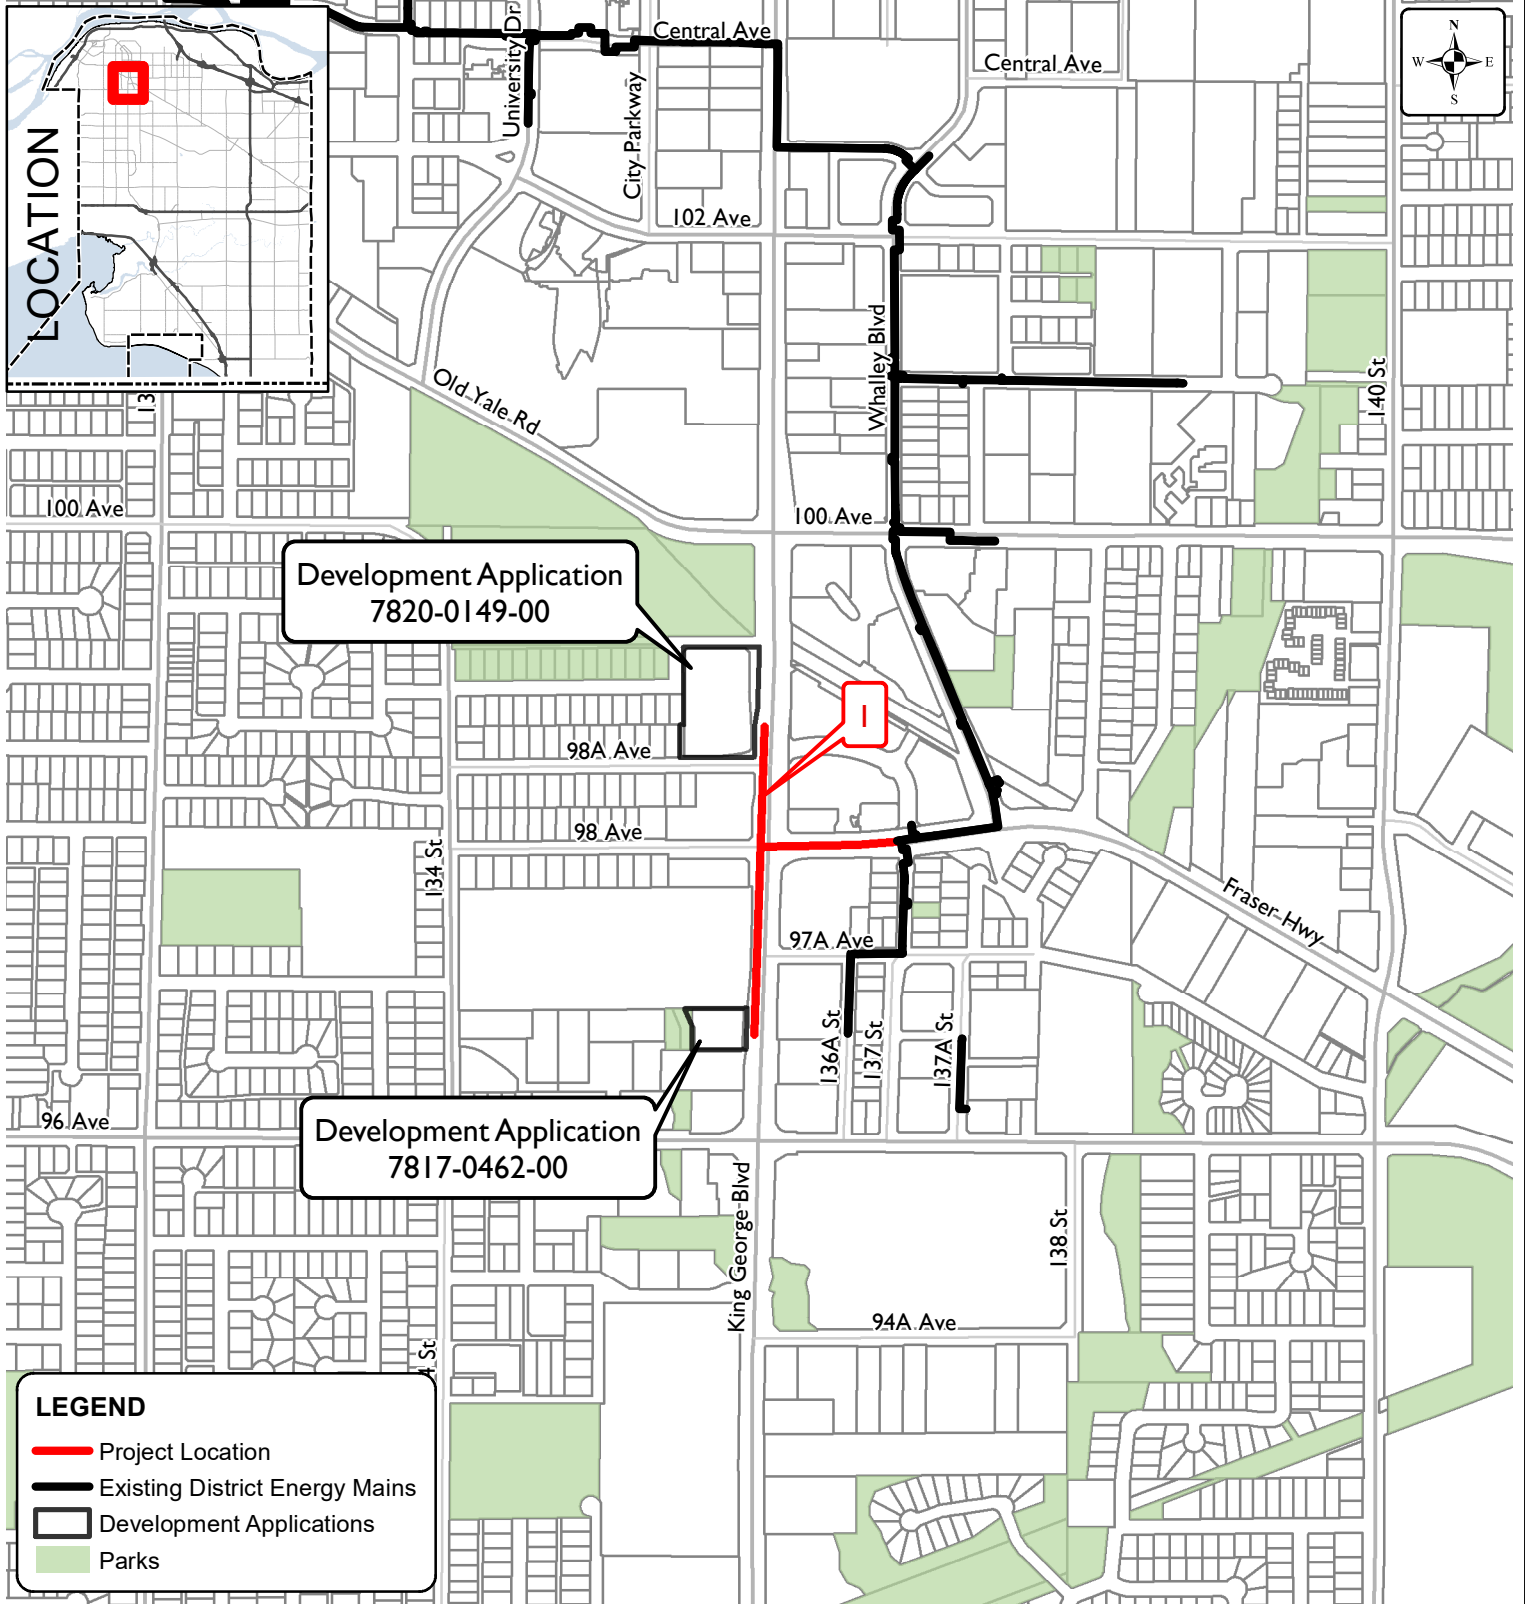 LOCATION
N
W
E
S
University Dr
Central Ave
Central Ave
City Parkway
102 Ave
Whalley Blvd
140 St
Old Yale Rd
13
100 Ave
100 Ave
Development Application
7820-0149-00
1
98A Ave
98 Ave
134 St
Fraser Hwy
97A Ave
136A St
137 St
137A St
96 Ave
Development Application
7817-0462-00
King George Blvd
138 St
94A Ave
4 St
LEGEND
Project Location
Existing District Energy Mains
Development Applications
Parks